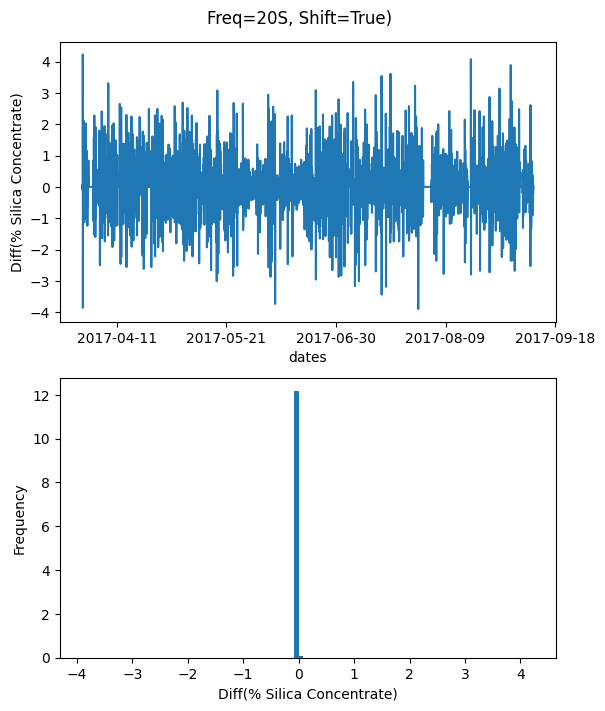 Freq=20S, Shift=True)
Diff(% Silica Concentrate)
4
3
2
1
0
−1
−2
−3
−4
2017-04-11 2017-05-21 2017-06-30 2017-08-09 2017-09-18
dates
Frequency
12
10
8
6
4
2
0
−4 −3 −2 −1 0 1 2 3 4
Diff(% Silica Concentrate)